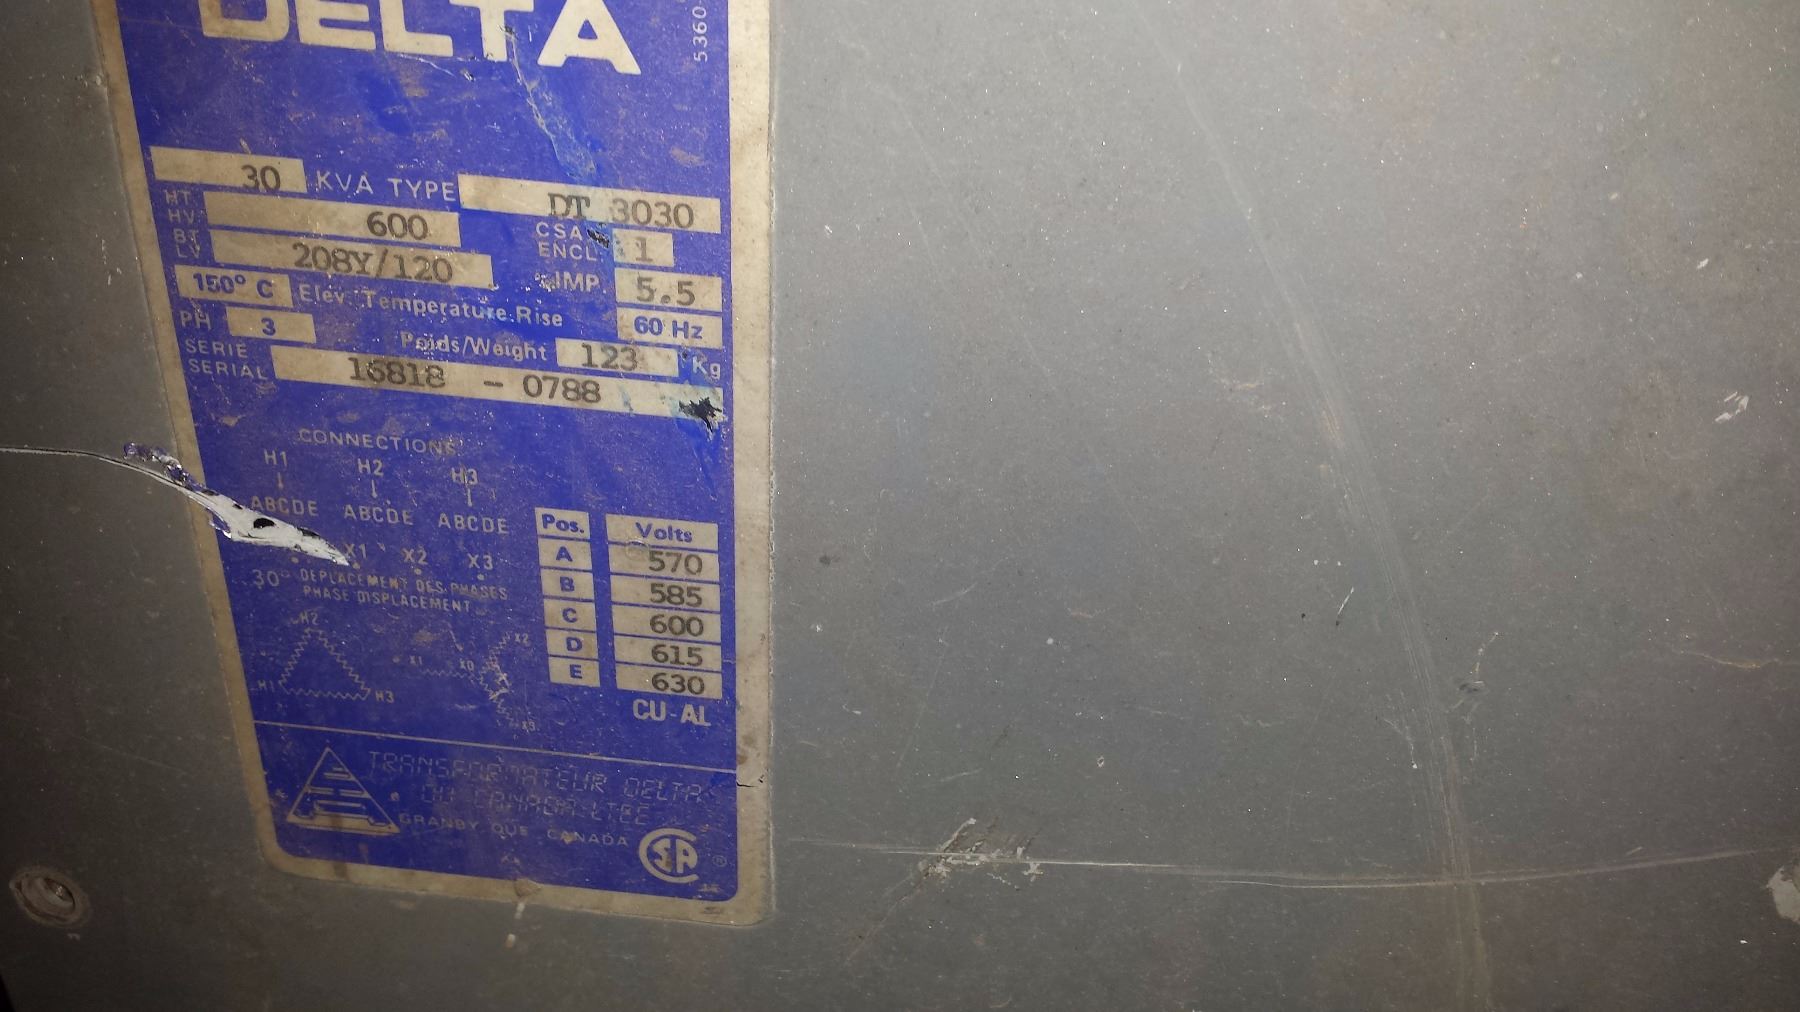 DELTA
5360
30 KVA TYPE DT 3030
HT HV 600 CSA ENCL. 1
BT LV 208Y/120 IMP. 5.5
150° C Elev. Temperature Rise 60 Hz
PH 3 Poids/Weight 123 Kg
SERIE SERIAL 16818 - 0788
CONNECTIONS
H1 H2 H3
ABCDE ABCDE ABCDE
X1 X2 X3
30° DEPLACEMENT DES PHASES
PHASE DISPLACEMENT
H2
H1 H3
X1 X0 X2
X3
Pos. Volts
A 570
B 585
C 600
D 615
E 630
CU-AL
TRANSFORMATEUR DELTA
DU CANADA LTEE
GRANBY QUE CANADA
CSA ®